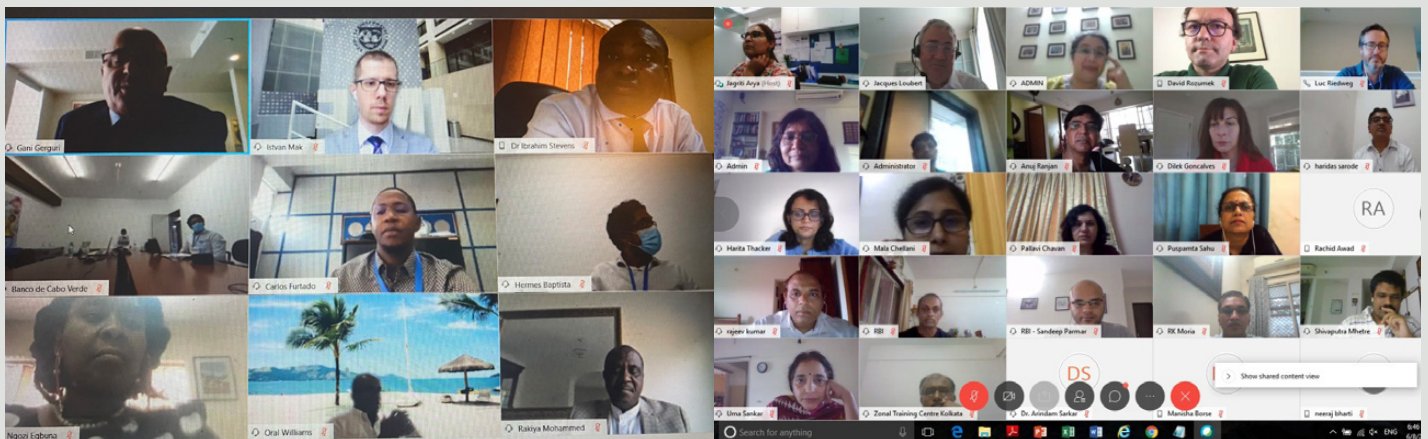 Gani Gerguri
Istvan Mak
Dr Ibrahim Stevens
Banco de Cabo Verde
Carlos Furtado
Hermes Baptista
Ngozi Egbuna
Oral Williams
Rakiya Mohammed
Jagriti Arya (Host)
Jacques Loubert
ADMIN
David Rozumek
Luc Riedweg
Admin
Administrator
Anuj Ranjan
Dilek Goncalves
haridas sarode
Harita Thacker
Mala Chellani
Pallavi Chavan
Puspamta Sahu
RA
Rachid Awad
rajeev kumar
RBI
RBI - Sandeep Parmar
RK Moria
Shivaputra Mhetre
Show shared content view
DS
Uma Sankar
Zonal Training Centre Kolkata
Dr. Arindam Sarkar
Manisha Borse
neeraj bharti
Search for anything
ENG